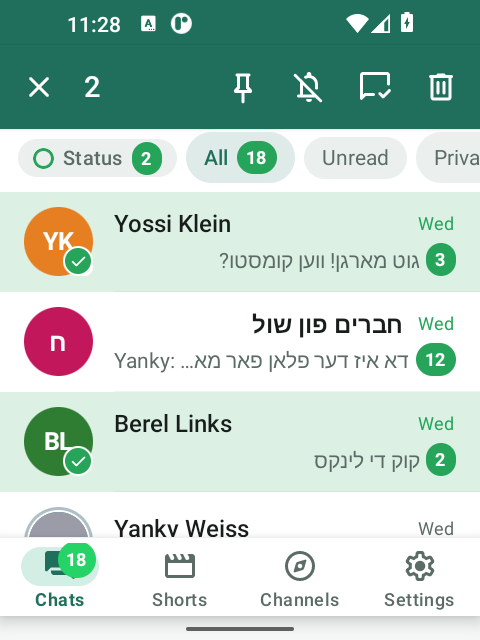 11:28
2
Status 2
All 18
Unread
Priva
YK
Yossi Klein
Wed
גוט מארגן! ווען קומסטו?
3
ח
חברים פון שול
Wed
Yanky: דא איז דער פלאן פאר מא...
12
BL
Berel Links
Wed
קוק די לינקס
2
Yanky Weiss
Wed
18
Chats
Shorts
Channels
Settings